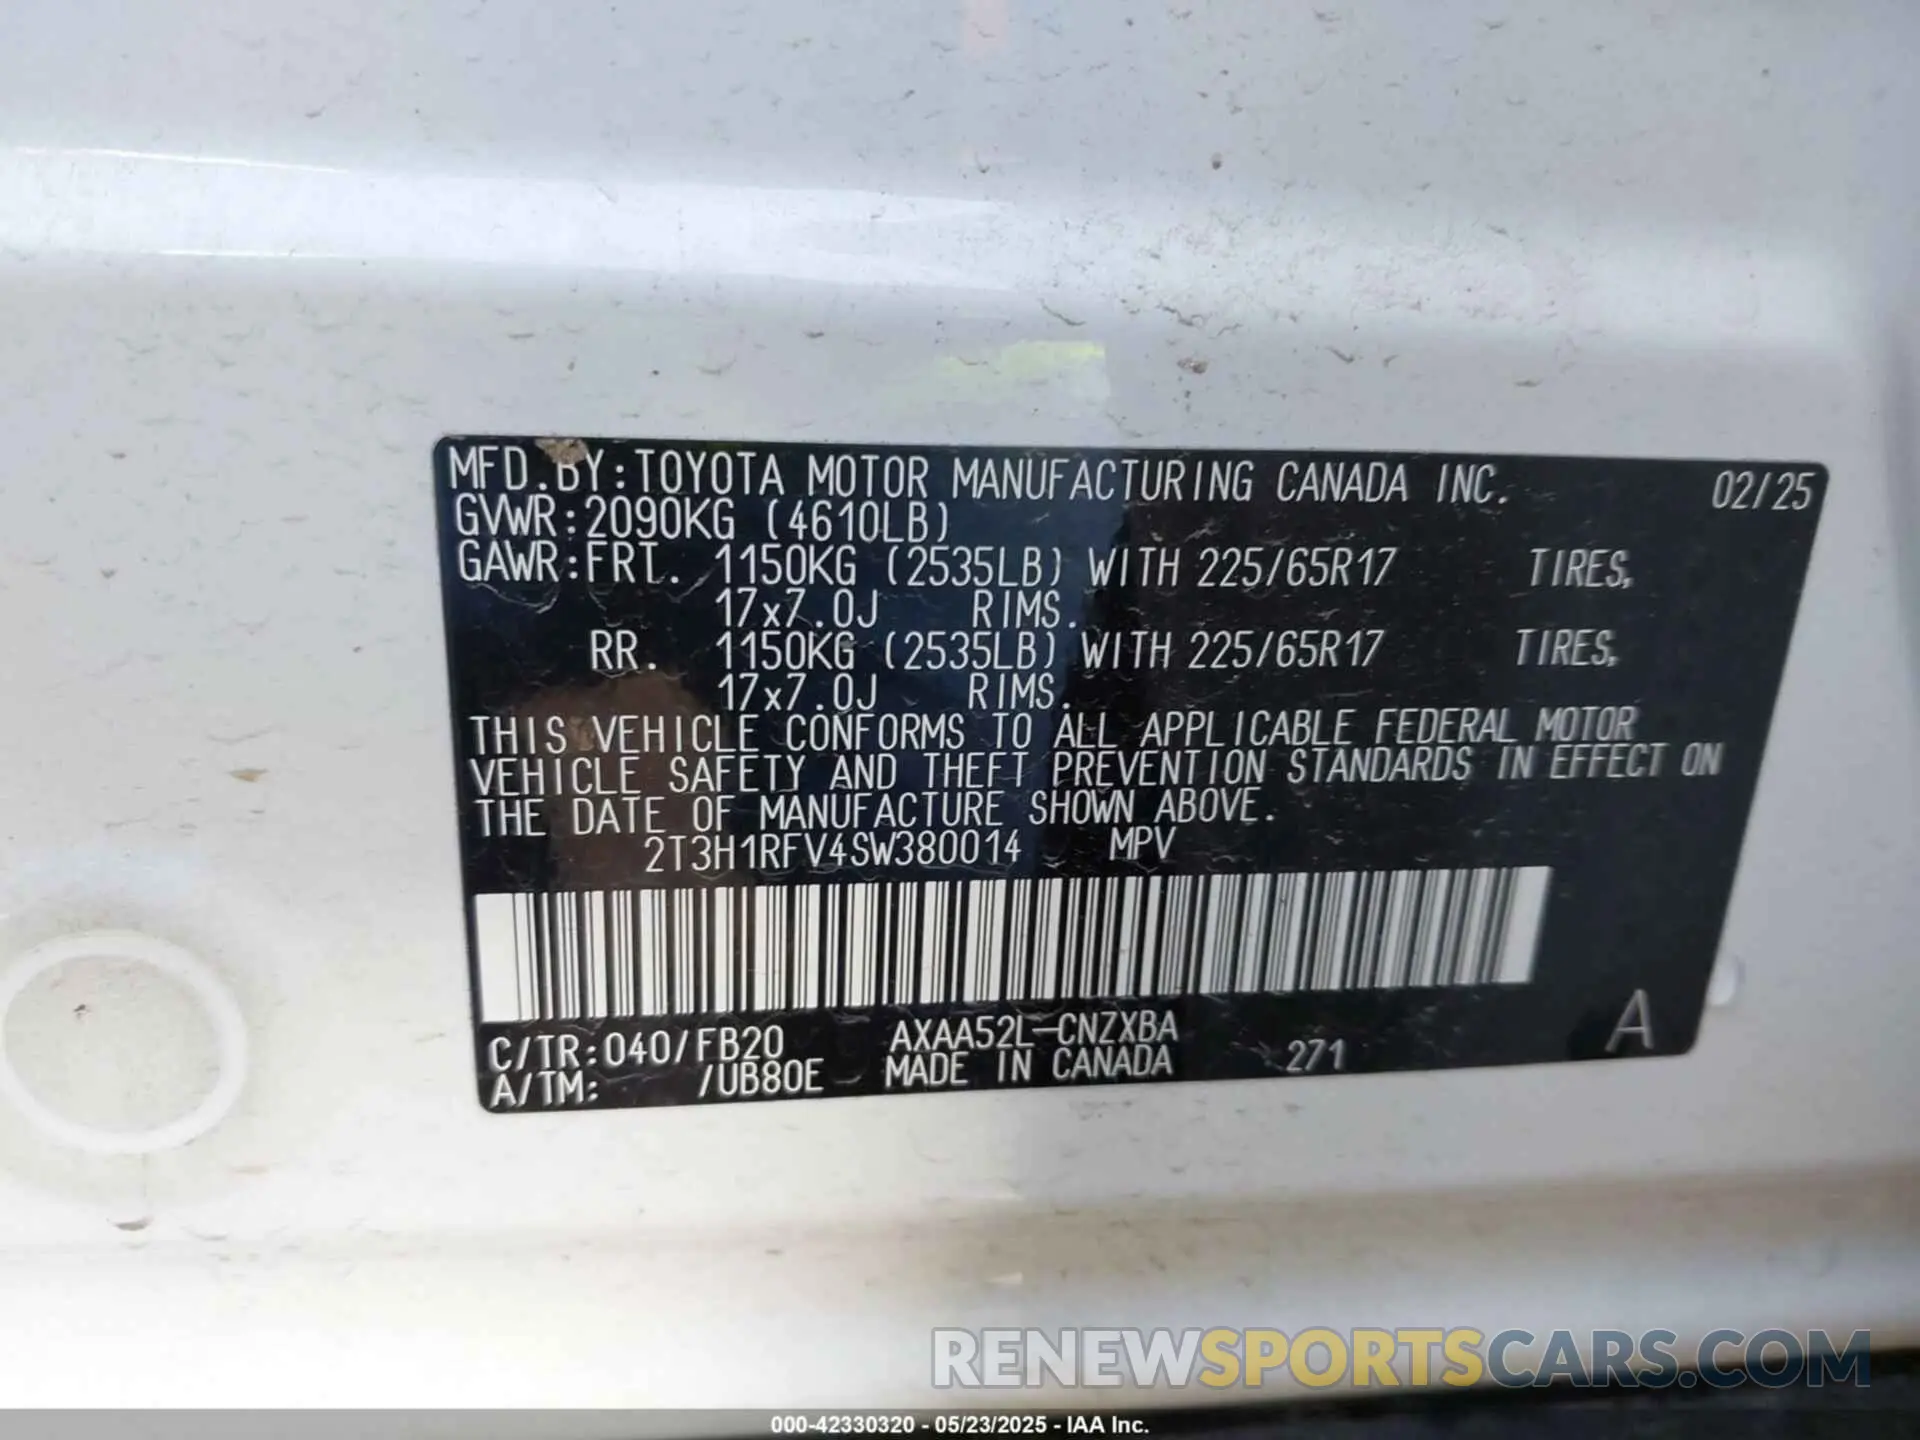 MFD.BY:TOYOTA MOTOR MANUFACTURING CANADA INC. 02/25
GVWR:2090KG (4610LB)
GAWR:FRT. 1150KG (2535LB) WITH 225/65R17 TIRES,
17x7.0J RIMS.
RR. 1150KG (2535LB) WITH 225/65R17 TIRES,
17x7.0J RIMS.
THIS VEHICLE CONFORMS TO ALL APPLICABLE FEDERAL MOTOR
VEHICLE SAFETY AND THEFT PREVENTION STANDARDS IN EFFECT ON
THE DATE OF MANUFACTURE SHOWN ABOVE.
2T3H1RFV4SW380014 MPV
C/TR:040/FB20 AXAA52L-CNZXBA 271 A
A/TM: /UB80E MADE IN CANADA
RENEWSPORTSCARS.COM
000-42330320 - 05/23/2025 - IAA Inc.